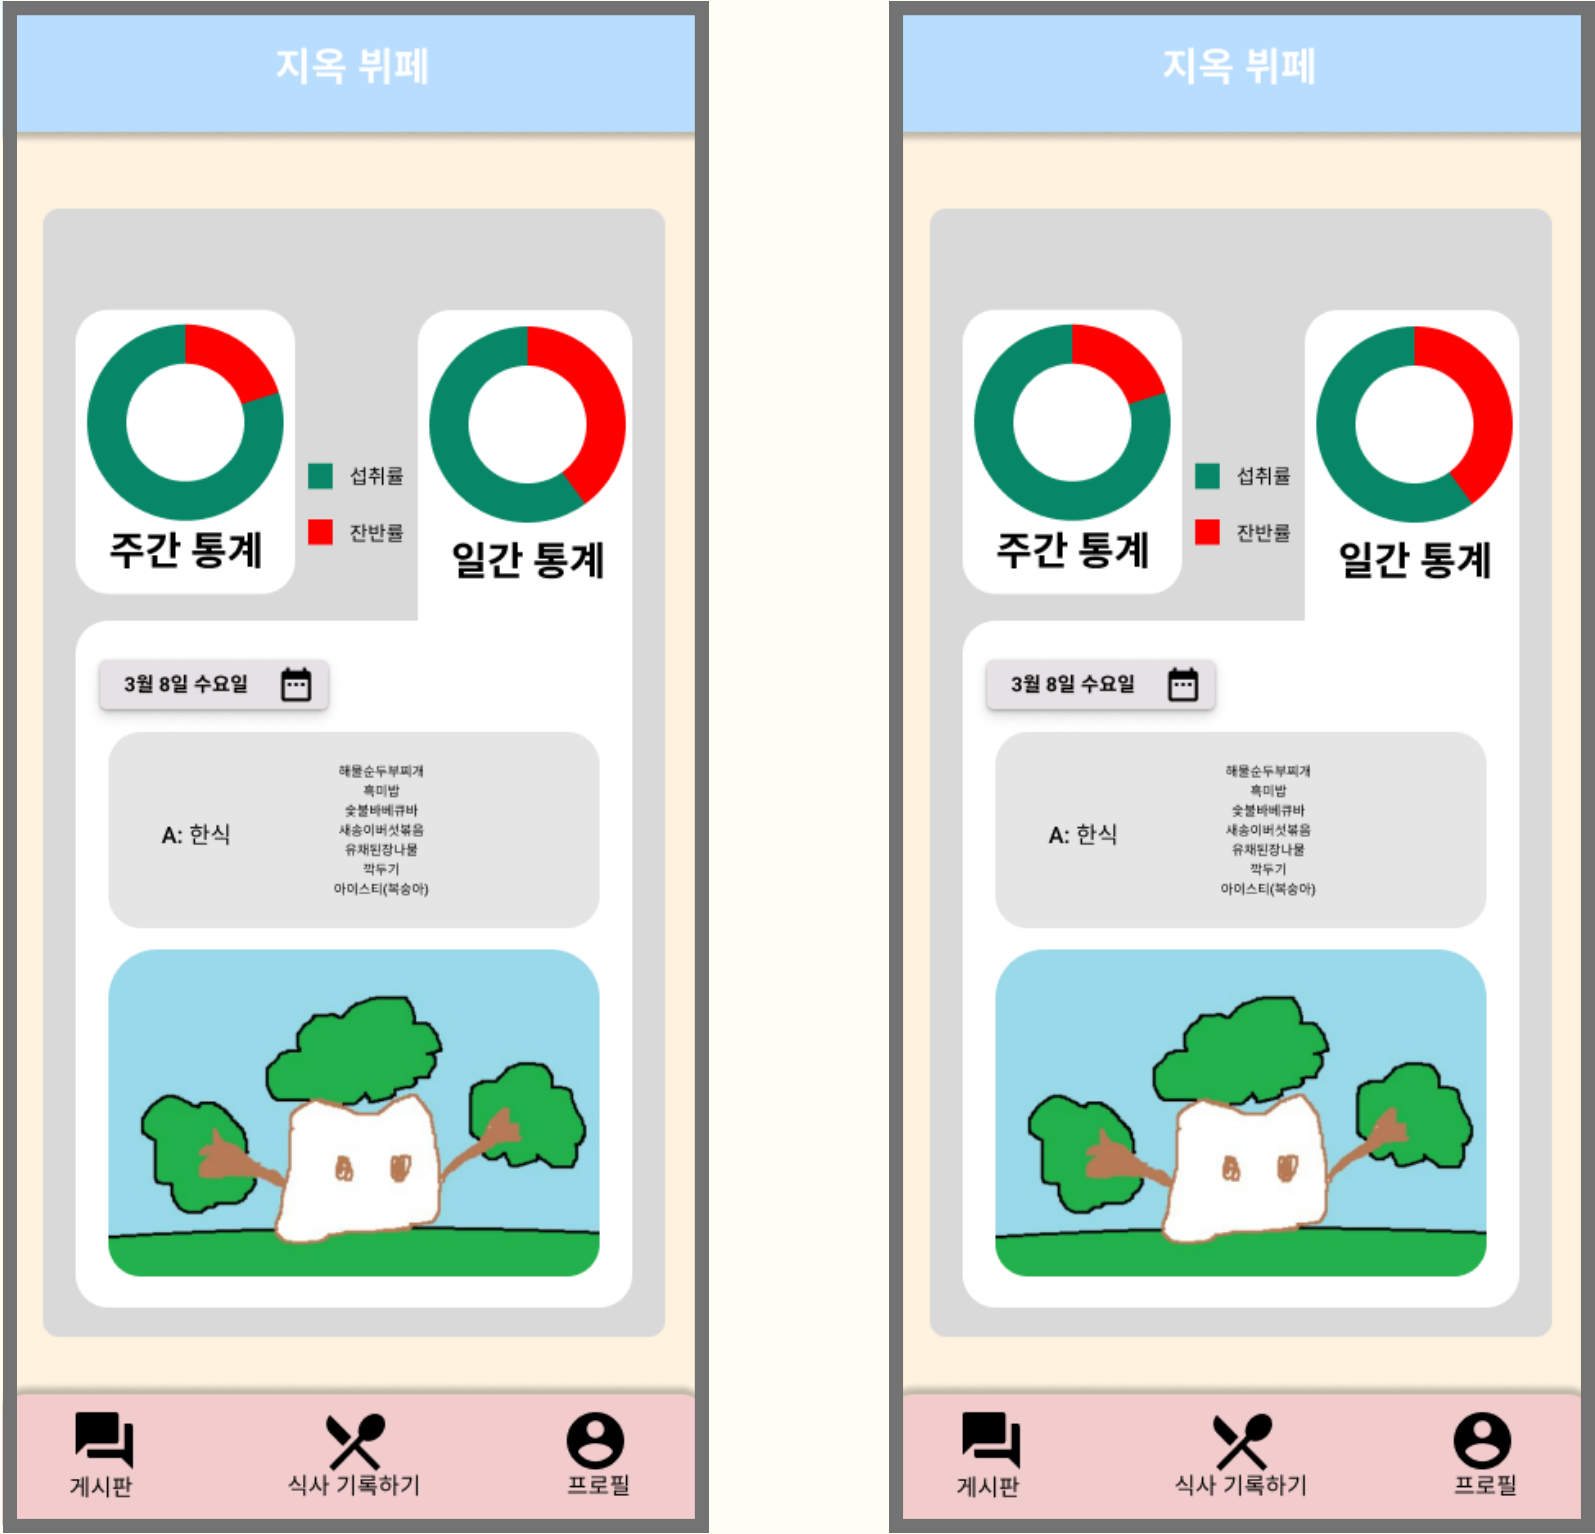 지옥 뷔페
섭취률
잔반률
주간 통계
일간 통계
3월 8일 수요일
A: 한식
해물순두부찌개
흑미밥
숯불바베큐바
새송이버섯볶음
유채된장나물
깍두기
아이스티(복숭아)
게시판
식사 기록하기
프로필
지옥 뷔페
섭취률
잔반률
주간 통계
일간 통계
3월 8일 수요일
A: 한식
해물순두부찌개
흑미밥
숯불바베큐바
새송이버섯볶음
유채된장나물
깍두기
아이스티(복숭아)
게시판
식사 기록하기
프로필